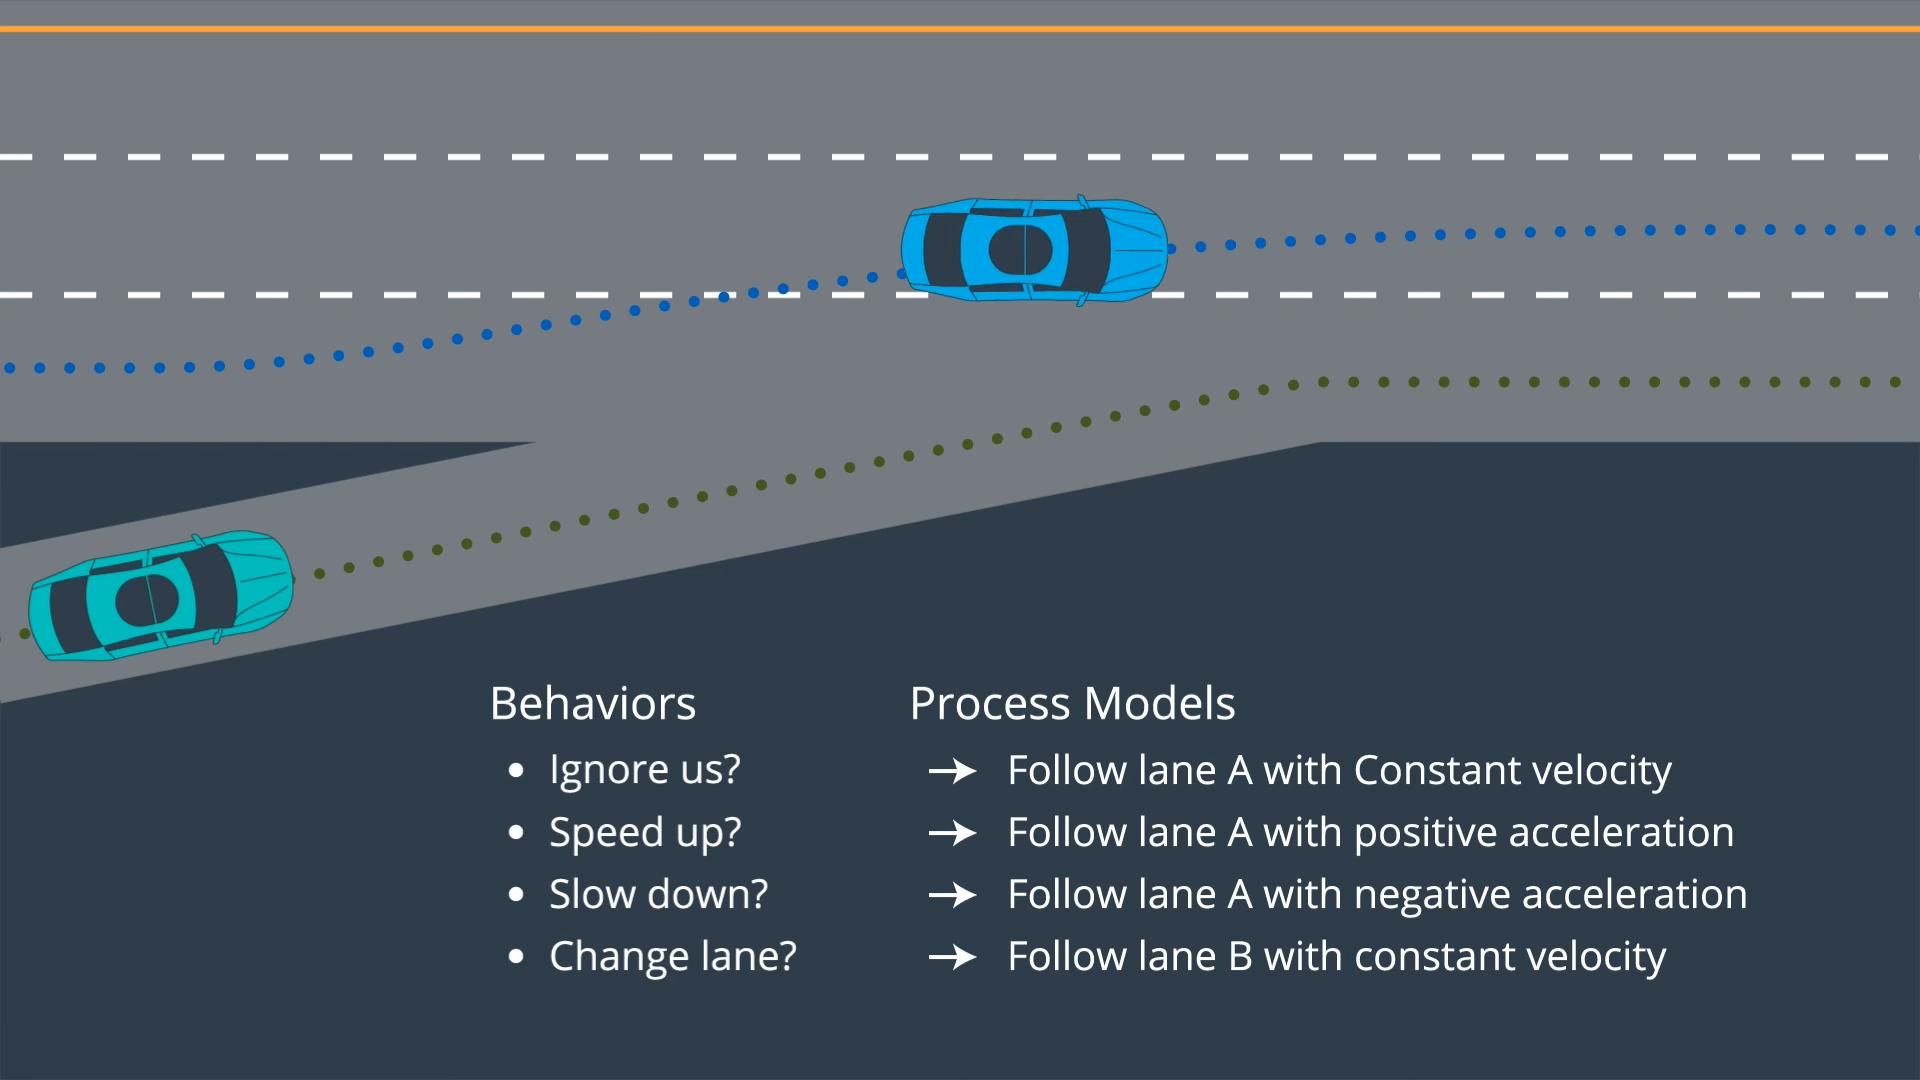 Behaviors
• Ignore us?
• Speed up?
• Slow down?
• Change lane?
Process Models
→ Follow lane A with Constant velocity
→ Follow lane A with positive acceleration
→ Follow lane A with negative acceleration
→ Follow lane B with constant velocity